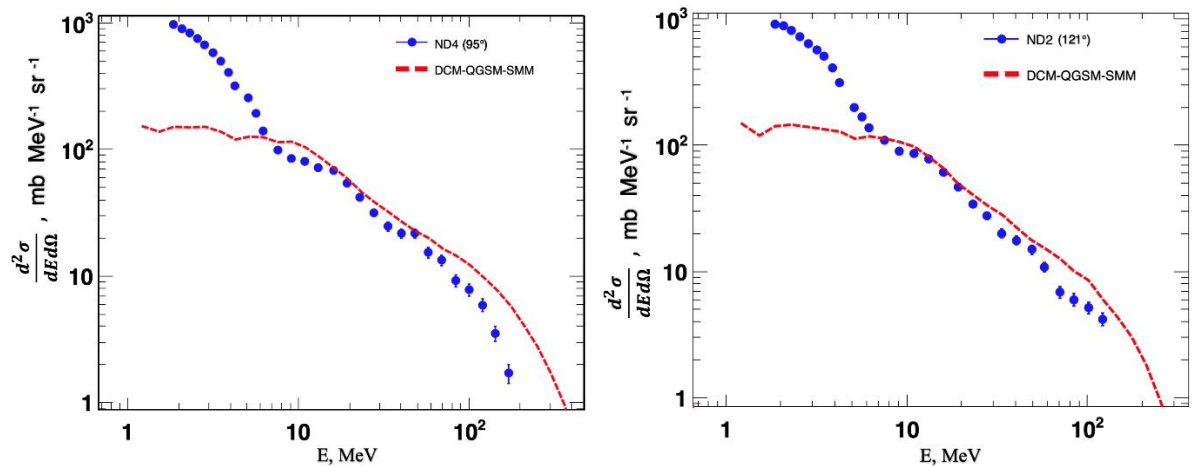 10³
10²
10
1
d²σ
dEdΩ
, mb MeV⁻¹ sr⁻¹
ND4 (95°)
DCM-QGSM-SMM
1
10
10²
E, MeV
10³
10²
10
1
d²σ
dEdΩ
, mb MeV⁻¹ sr⁻¹
ND2 (121°)
DCM-QGSM-SMM
1
10
10²
E, MeV